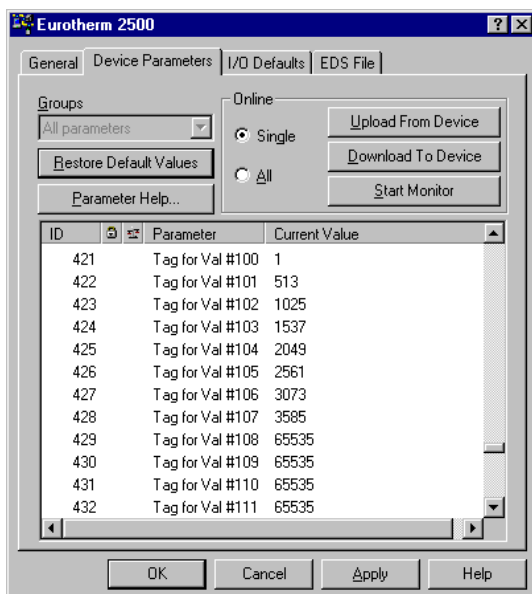 Eurotherm 2500
General Device Parameters I/O Defaults EDS File
Groups
All parameters
Restore Default Values
Parameter Help...
Online
Single
All
Upload From Device
Download To Device
Start Monitor
ID Parameter Current Value
421 Tag for Val #100 1
422 Tag for Val #101 513
423 Tag for Val #102 1025
424 Tag for Val #103 1537
425 Tag for Val #104 2049
426 Tag for Val #105 2561
427 Tag for Val #106 3073
428 Tag for Val #107 3585
429 Tag for Val #108 65535
430 Tag for Val #109 65535
431 Tag for Val #110 65535
432 Tag for Val #111 65535
OK Cancel Apply Help